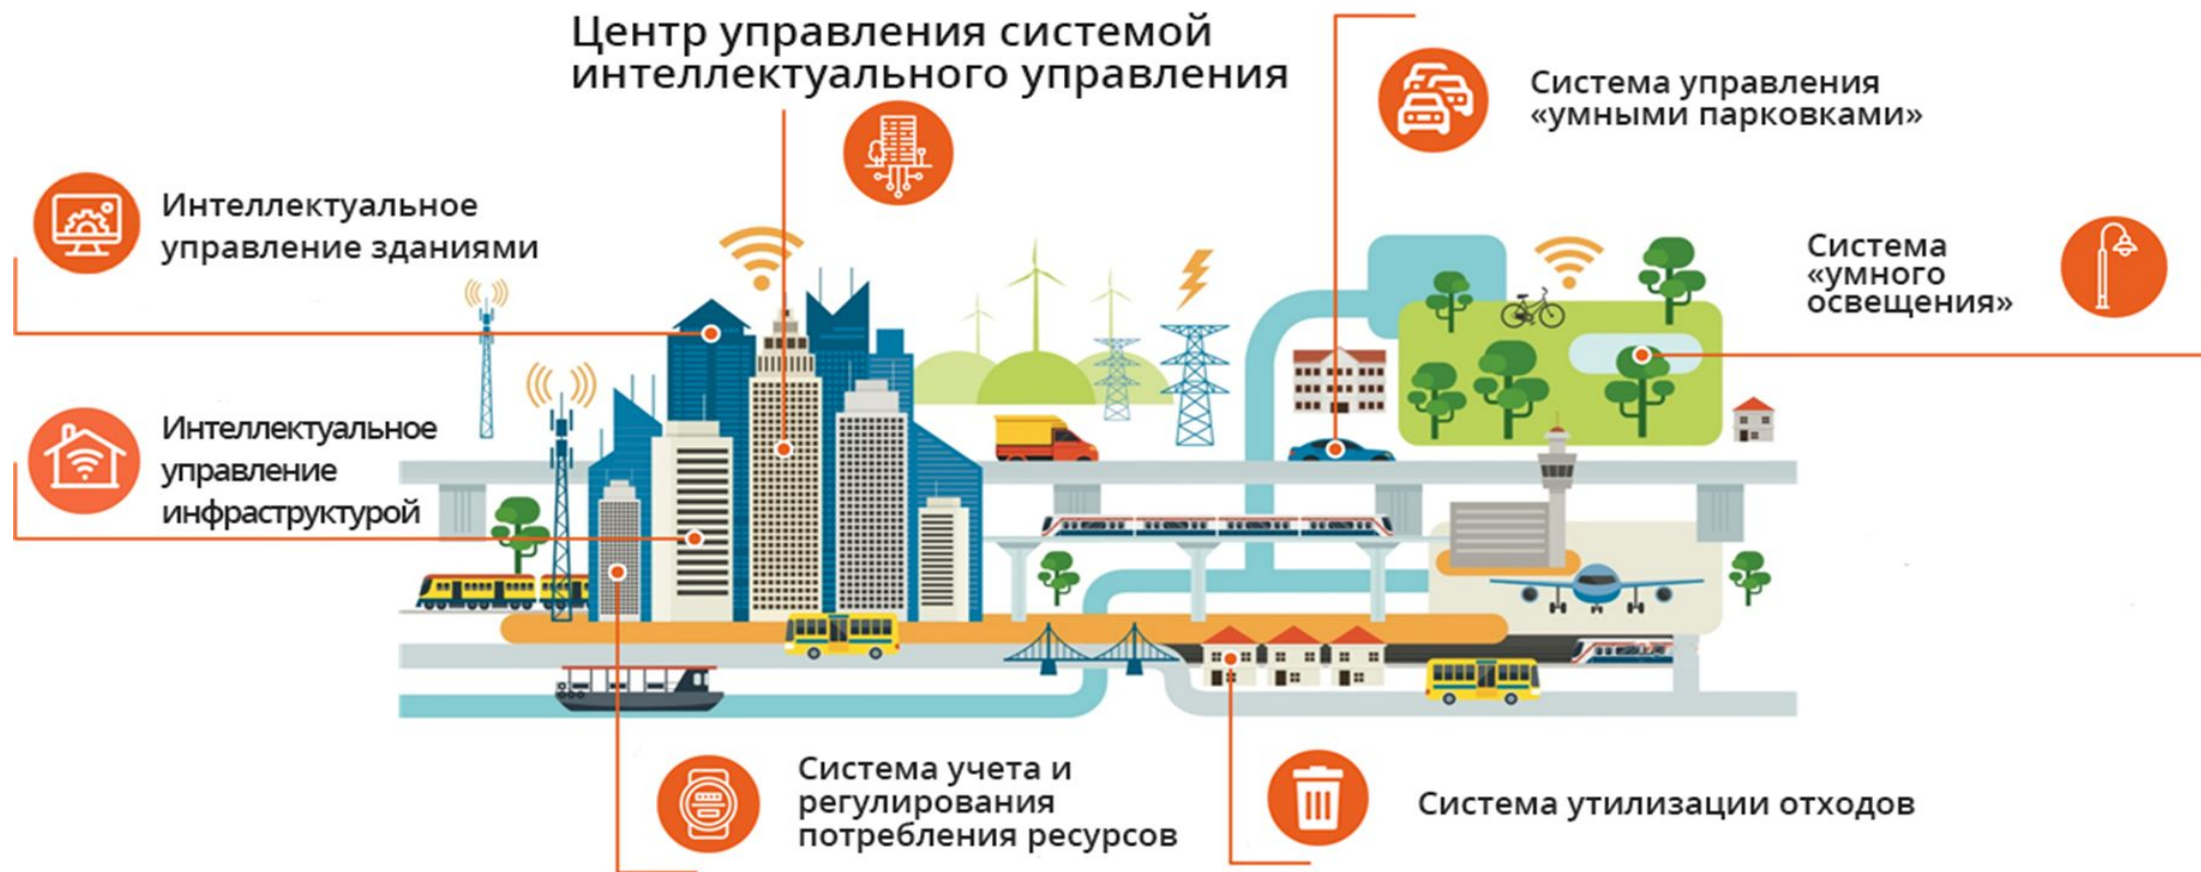 Центр управления системой
интеллектуального управления
Система управления
«умными парковками»
Интеллектуальное
управление зданиями
Система
«умного
освещения»
Интеллектуальное
управление
инфраструктурой
Система учета и
регулирования
потребления ресурсов
Система утилизации отходов